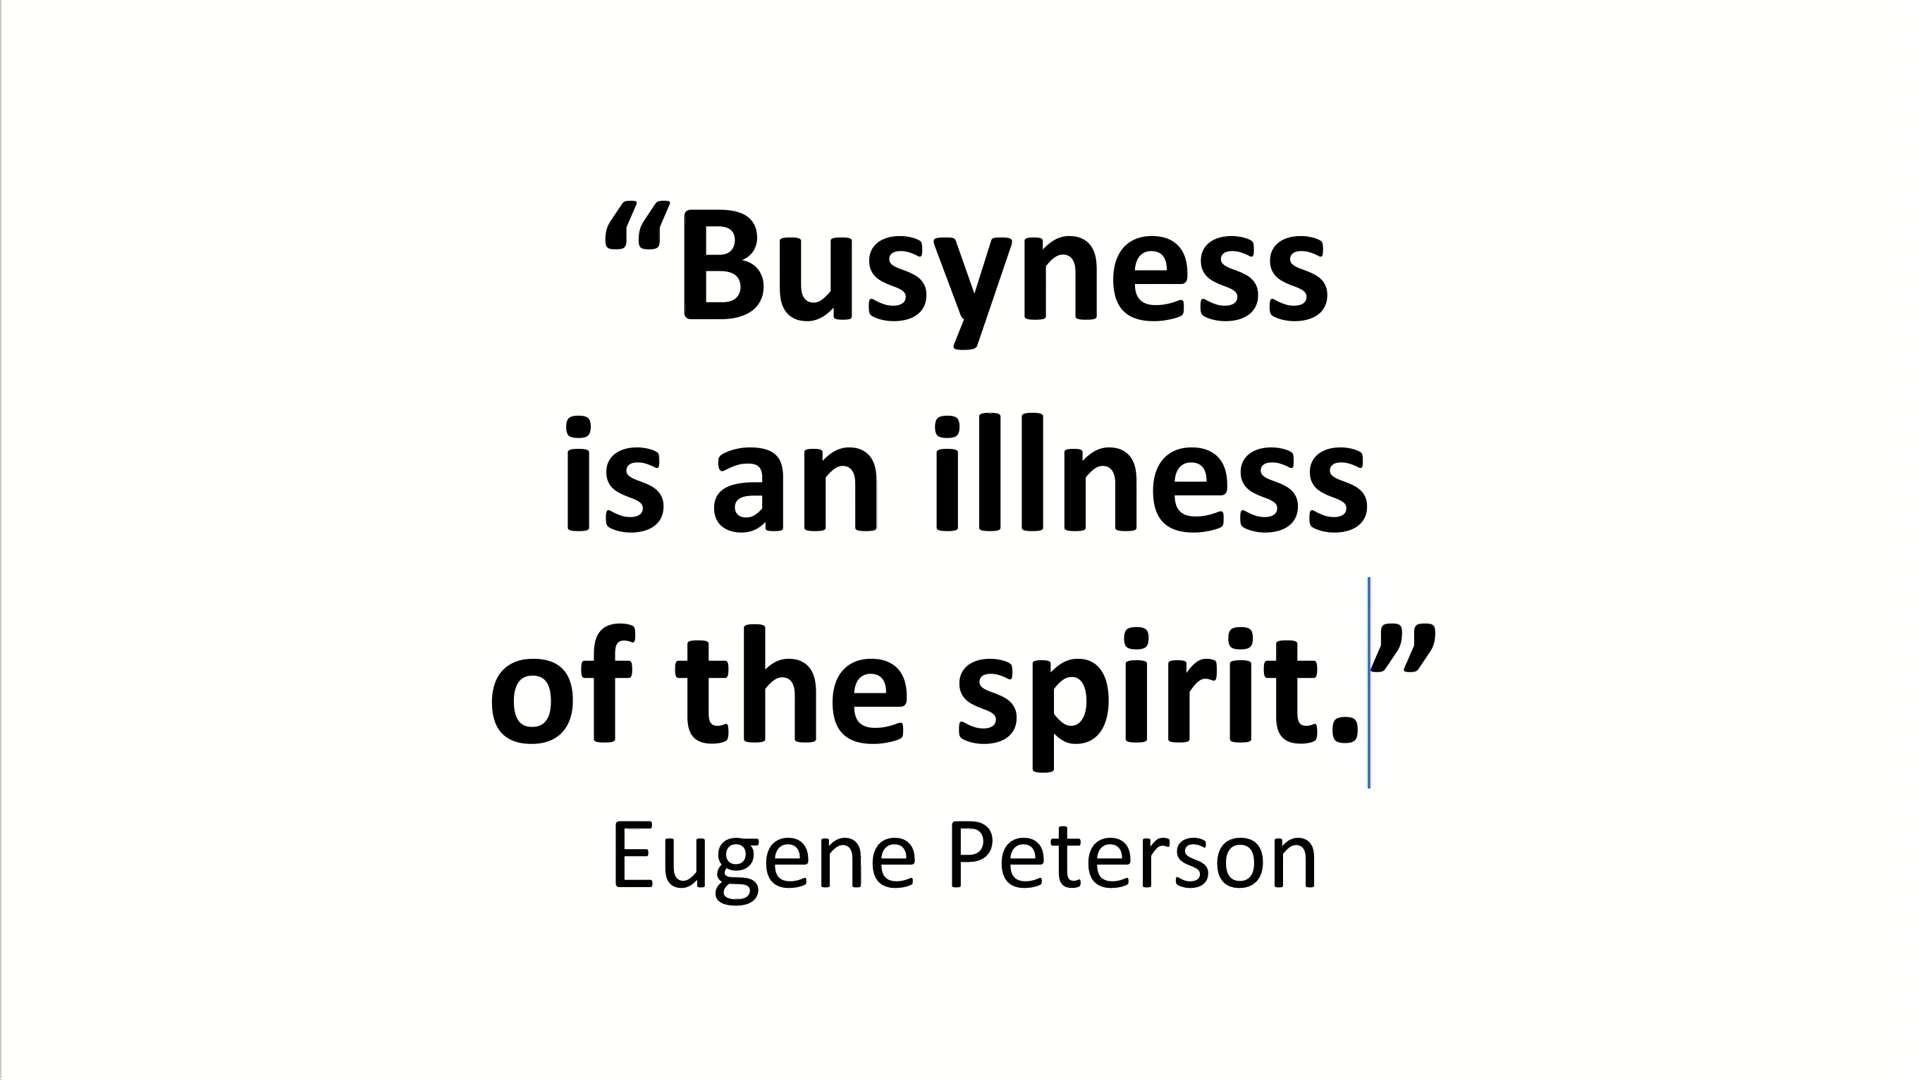 “Busyness
is an illness
of the spirit.”
Eugene Peterson